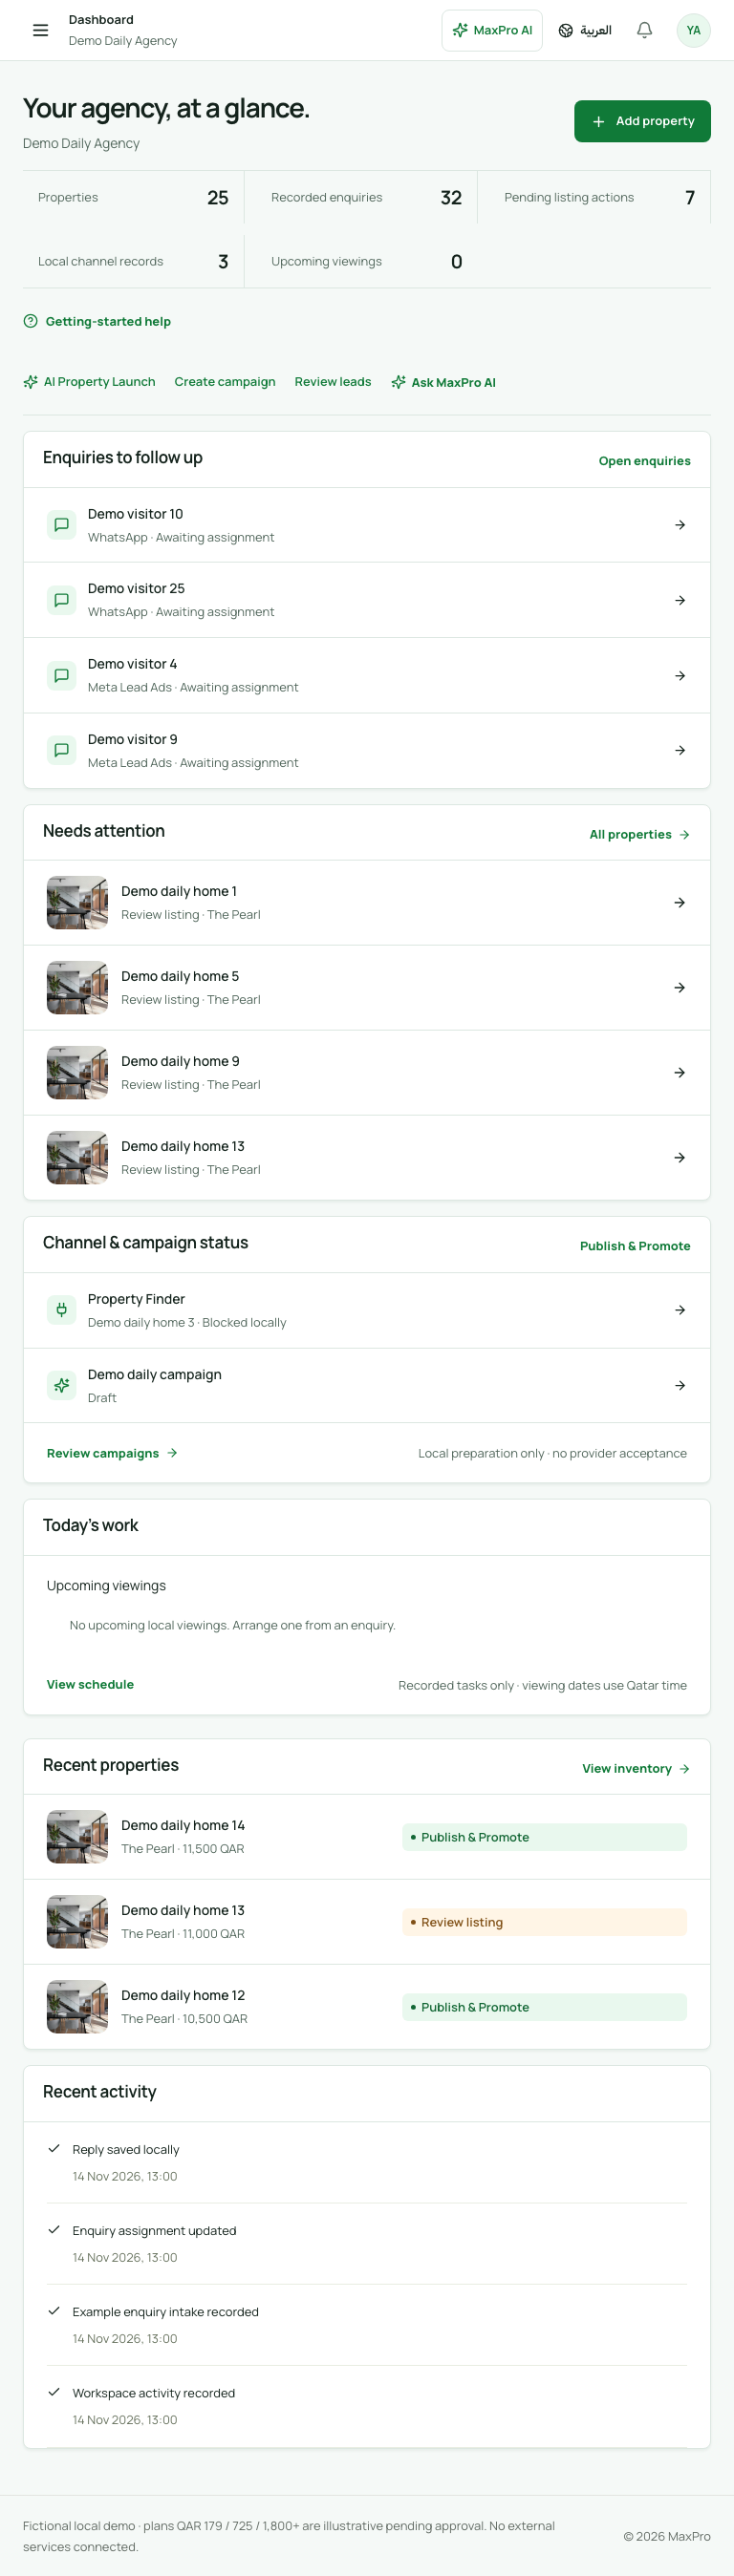 Dashboard
Demo Daily Agency
MaxPro AI
العربية
YA
Your agency, at a glance.
Demo Daily Agency
Add property
Properties 25
Recorded enquiries 32
Pending listing actions 7
Local channel records 3
Upcoming viewings 0
Getting-started help
AI Property Launch
Create campaign
Review leads
Ask MaxPro AI
Enquiries to follow up
Open enquiries
Demo visitor 10
WhatsApp · Awaiting assignment
Demo visitor 25
WhatsApp · Awaiting assignment
Demo visitor 4
Meta Lead Ads · Awaiting assignment
Demo visitor 9
Meta Lead Ads · Awaiting assignment
Needs attention
All properties
Demo daily home 1
Review listing · The Pearl
Demo daily home 5
Review listing · The Pearl
Demo daily home 9
Review listing · The Pearl
Demo daily home 13
Review listing · The Pearl
Channel & campaign status
Publish & Promote
Property Finder
Demo daily home 3 · Blocked locally
Demo daily campaign
Draft
Review campaigns
Local preparation only · no provider acceptance
Today's work
Upcoming viewings
No upcoming local viewings. Arrange one from an enquiry.
View schedule
Recorded tasks only · viewing dates use Qatar time
Recent properties
View inventory
Demo daily home 14
The Pearl · 11,500 QAR
Publish & Promote
Demo daily home 13
The Pearl · 11,000 QAR
Review listing
Demo daily home 12
The Pearl · 10,500 QAR
Publish & Promote
Recent activity
Reply saved locally
14 Nov 2026, 13:00
Enquiry assignment updated
14 Nov 2026, 13:00
Example enquiry intake recorded
14 Nov 2026, 13:00
Workspace activity recorded
14 Nov 2026, 13:00
Fictional local demo · plans QAR 179 / 725 / 1,800+ are illustrative pending approval. No external
services connected.
© 2026 MaxPro